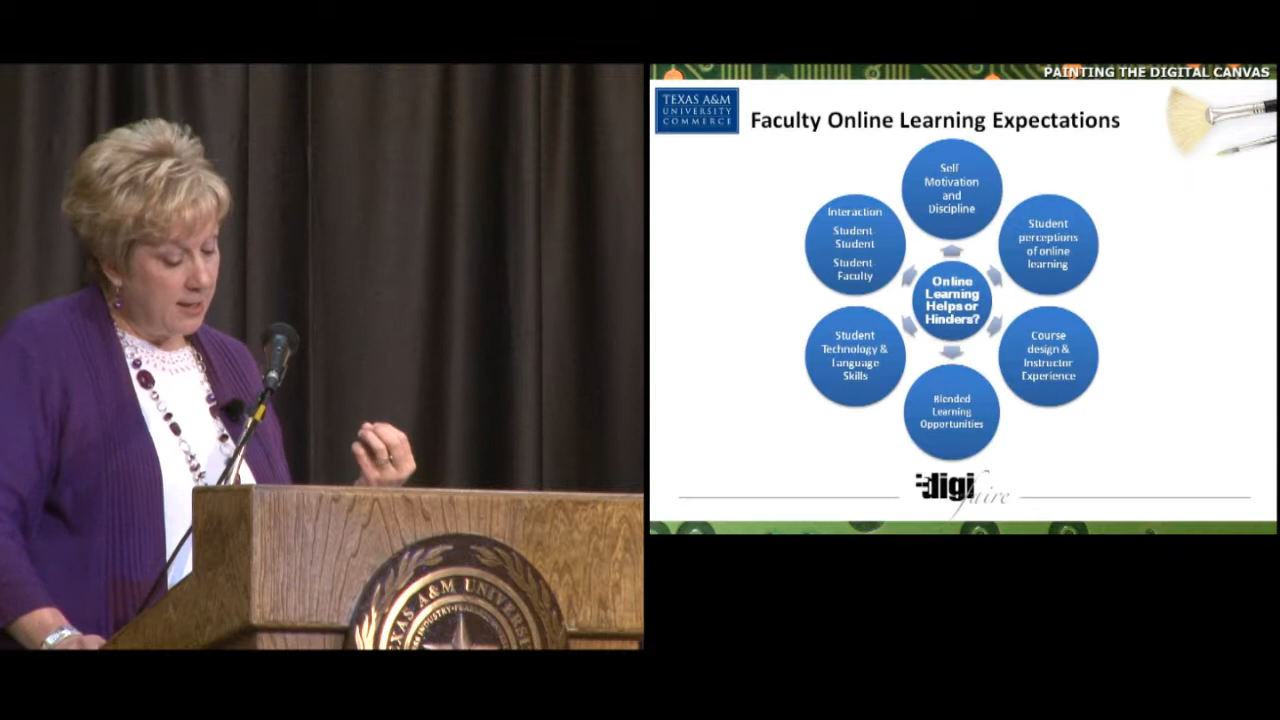 PAINTING THE DIGITAL CANVAS
TEXAS A&M
UNIVERSITY
COMMERCE
Faculty Online Learning Expectations
Self
Motivation
and
Discipline
Interaction
Student
Student
Student
Faculty
Student
perceptions
of online
learning
Online
Learning
Helps or
Hinders?
Student
Technology &
Language
Skills
Course
design &
Instructor
Experience
Blended
Learning
Opportunities
digi
faire
TEXAS A&M UNIVERS
INDUSTRY